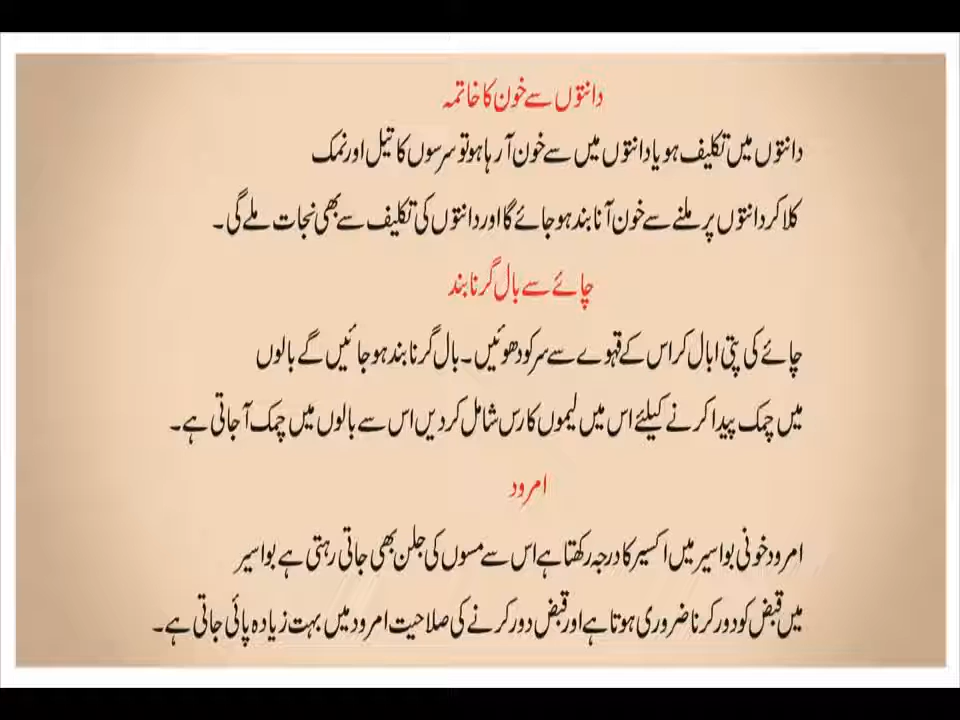 دانتوں سے خون کا خاتمہ
دانتوں میں تکلیف ہو یا دانتوں میں سے خون آ رہا ہو تو سرسوں کا تیل اور نمک
کلا کر دانتوں پر ملنے سے خون آنا بند ہو جائے گا اور دانتوں کی تکلیف سے بھی نجات ملے گی۔
چائے سے بال گرنا بند
چائے کی پتی ابال کر اس کے قہوے سے سر کو دھوئیں۔ بال گرنا بند ہو جائیں گے بالوں
میں چمک پیدا کرنے کیلئے اس میں لیموں کا رس شامل کر دیں اس سے بالوں میں چمک آ جاتی ہے۔
امرود
امرود خونی بواسیر میں اکسیر کا درجہ رکھتا ہے اس سے مسوں کی جلن بھی جاتی رہتی ہے بواسیر
میں قبض کو دور کرنا ضروری ہوتا ہے اور قبض دور کرنے کی صلاحیت امرود میں بہت زیادہ پائی جاتی ہے۔